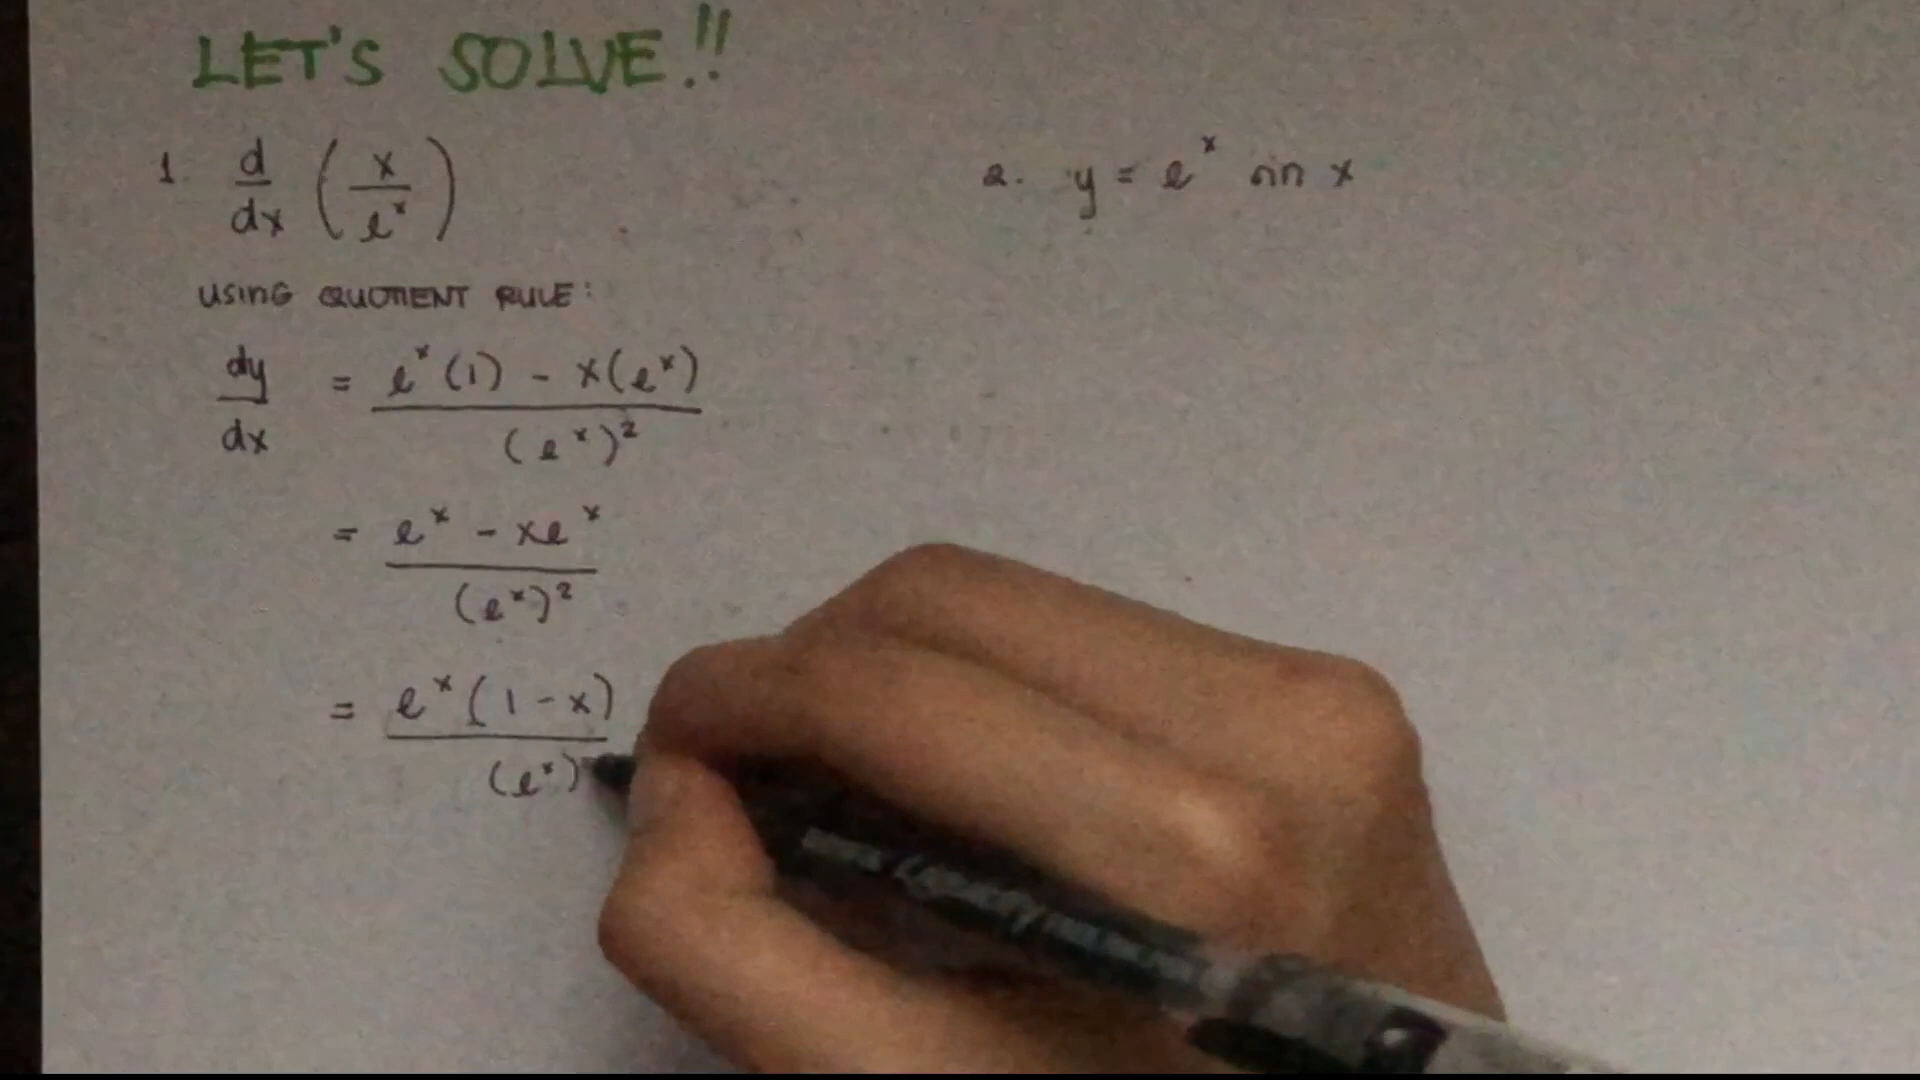 LET'S SOLVE!!
1. d/dx (x/e^x)
USING QUOTIENT RULE:
dy/dx = e^x(1) - x(e^x) / (e^x)^2
= e^x - xe^x / (e^x)^2
= e^x(1-x) / (e^x)
2. y = e^x sin x